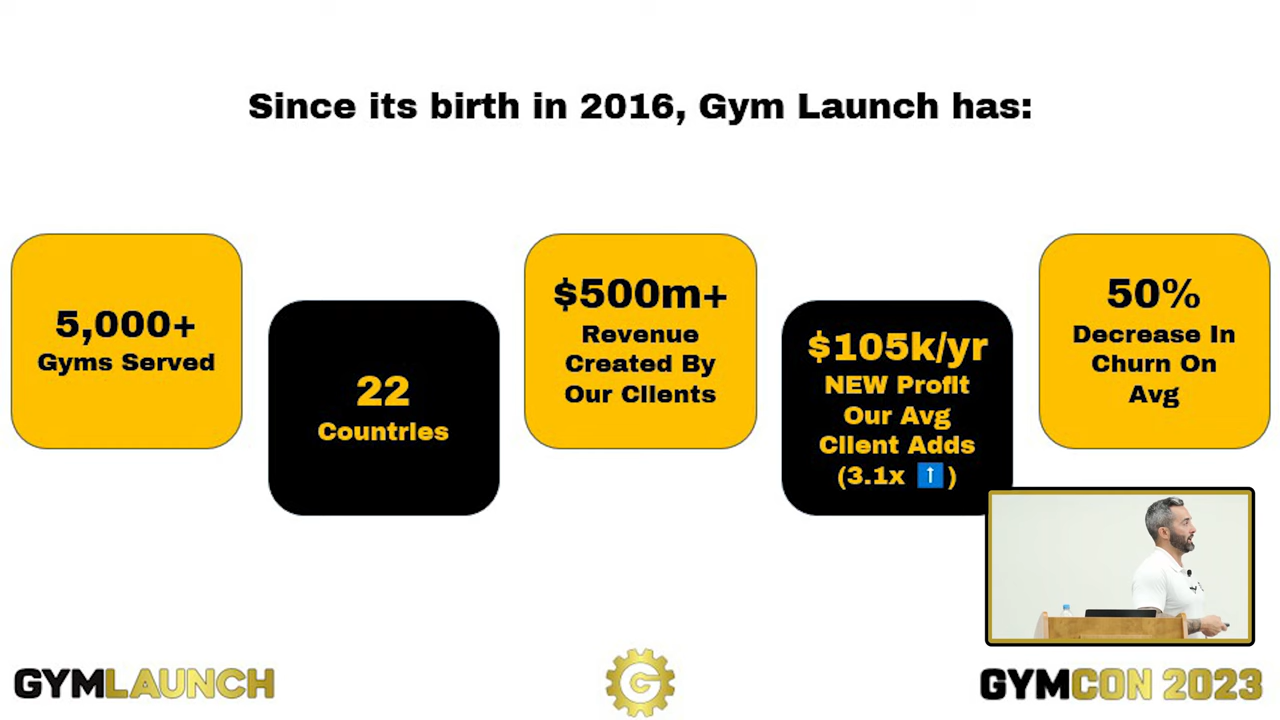 Since its birth in 2016, Gym Launch has:
5,000+
Gyms Served
22
Countries
$500m+
Revenue
Created By
Our Clients
$105k/yr
NEW Profit
Our Avg
Client Adds
(3.1x ⬆️)
50%
Decrease In
Churn On
Avg
GYMLAUNCH
G
GYMCON 2023